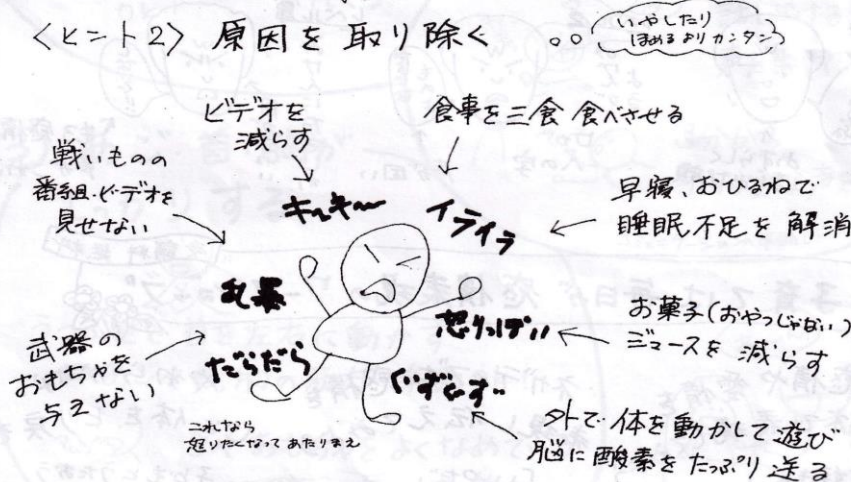 <ヒント2> 原因を取り除く
いやしたり
ほめるよりカンタン
ビデオを
減らす
食事を三食食べさせる
戦いものの
番組・ビデオを
見せない
キーキー
イライラ
早寝、おひるねで
睡眠不足を解消
乱暴
怒りっぽい
お菓子(おやつじゃない)
ジュースを減らす
武器の
おもちゃを
与えない
だらだら
ぐずぐず
これなら
怒りたくなってあたりまえ
外で体を動かして遊び
脳に酸素をたっぷり送る